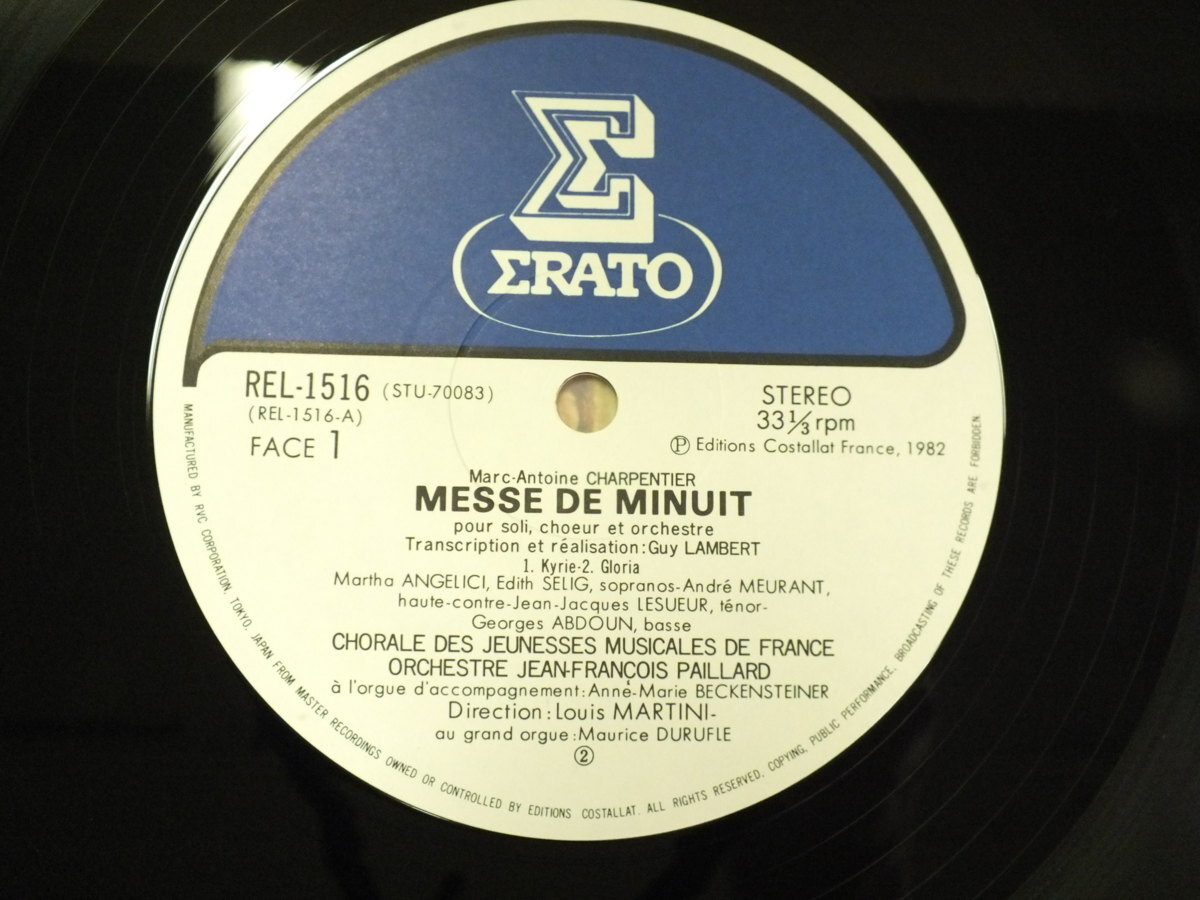 Σ
ΣRATO
REL-1516 (STU-70083)
(REL-1516-A)
FACE 1
STEREO
33 1/3 rpm
Ⓟ Editions Costallat France, 1982
Marc-Antoine CHARPENTIER
MESSE DE MINUIT
pour soli, choeur et orchestre
Transcription et réalisation:Guy LAMBERT
1. Kyrie-2. Gloria
Martha ANGELICI, Edith SELIG, sopranos-André MEURANT,
haute-contre-Jean-Jacques LESUEUR, ténor-
Georges ABDOUN, basse
CHORALE DES JEUNESSES MUSICALES DE FRANCE
ORCHESTRE JEAN-FRANÇOIS PAILLARD
à l'orgue d'accompagnement:Anne-Marie BECKENSTEINER
Direction:Louis MARTINI-
au grand orgue:Maurice DURUFLE
②
MANUFACTURED BY RVC CORPORATION, TOKYO, JAPAN FROM MASTER RECORDINGS OWNED OR CONTROLLED BY EDITIONS COSTALLAT. ALL RIGHTS RESERVED. COPYING, PUBLIC PERFORMANCE, BROADCASTING OF THESE RECORDS ARE FORBIDDEN.